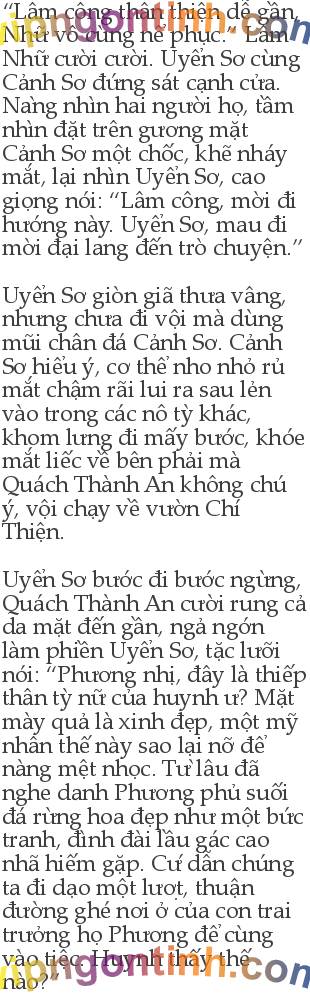 “Lâm công thân thiện dễ gần,
Nhữ vô cùng nể phục.” Lâm
Nhữ cười cười. Uyển Sơ cùng
Cảnh Sơ đứng sát cạnh cửa.
Nàng nhìn hai người họ, tầm
nhìn đặt trên gương mặt
Cảnh Sơ một chốc, khẽ nháy
mắt, lại nhìn Uyển Sơ, cao
giọng nói: “Lâm công, mời đi
hướng này. Uyển Sơ, mau đi
mời đại lang đến trò chuyện.”
Uyển Sơ giòn giã thưa vâng,
nhưng chưa đi vội mà dùng
mũi chân đá Cảnh Sơ. Cảnh
Sơ hiểu ý, cơ thể nho nhỏ rủ
mắt chậm rãi lui ra sau lẻn
vào trong các nô tỳ khác,
khom lưng đi mấy bước, khóe
mắt liếc về bên phải mà
Quách Thành An không chú
ý, vội chạy về vườn Chí
Thiện.
Uyển Sơ bước đi bước ngừng,
Quách Thành An cười rung cả
da mặt đến gần, ngả ngớn
làm phiền Uyển Sơ, tặc lưỡi
nói: “Phương nhị, đây là thiếp
thân tỳ nữ của huynh ư? Mặt
mày quả là xinh đẹp, một mỹ
nhân thế này sao lại nỡ để
nàng mệt nhọc. Từ lâu đã
nghe danh Phương phủ suối
đá rừng hoa đẹp như một bức
tranh, đình đài lầu gác cao
nhã hiếm gặp. Cứ dẫn chúng
ta đi dạo một lượt, thuận
đường ghé nơi ở của con trai
trưởng họ Phương để cùng
vào tiệc. Huynh thấy thế
nào?”